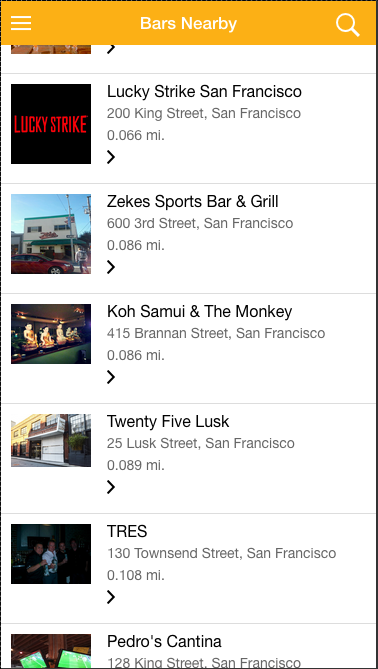 Bars Nearby
LUCKY STRIKE
Lucky Strike San Francisco
200 King Street, San Francisco
0.066 mi.
Zekes Sports Bar & Grill
600 3rd Street, San Francisco
0.086 mi.
Koh Samui & The Monkey
415 Brannan Street, San Francisco
0.086 mi.
Twenty Five Lusk
25 Lusk Street, San Francisco
0.089 mi.
TRES
130 Townsend Street, San Francisco
0.108 mi.
Pedro's Cantina
128 King Street, San Francisco